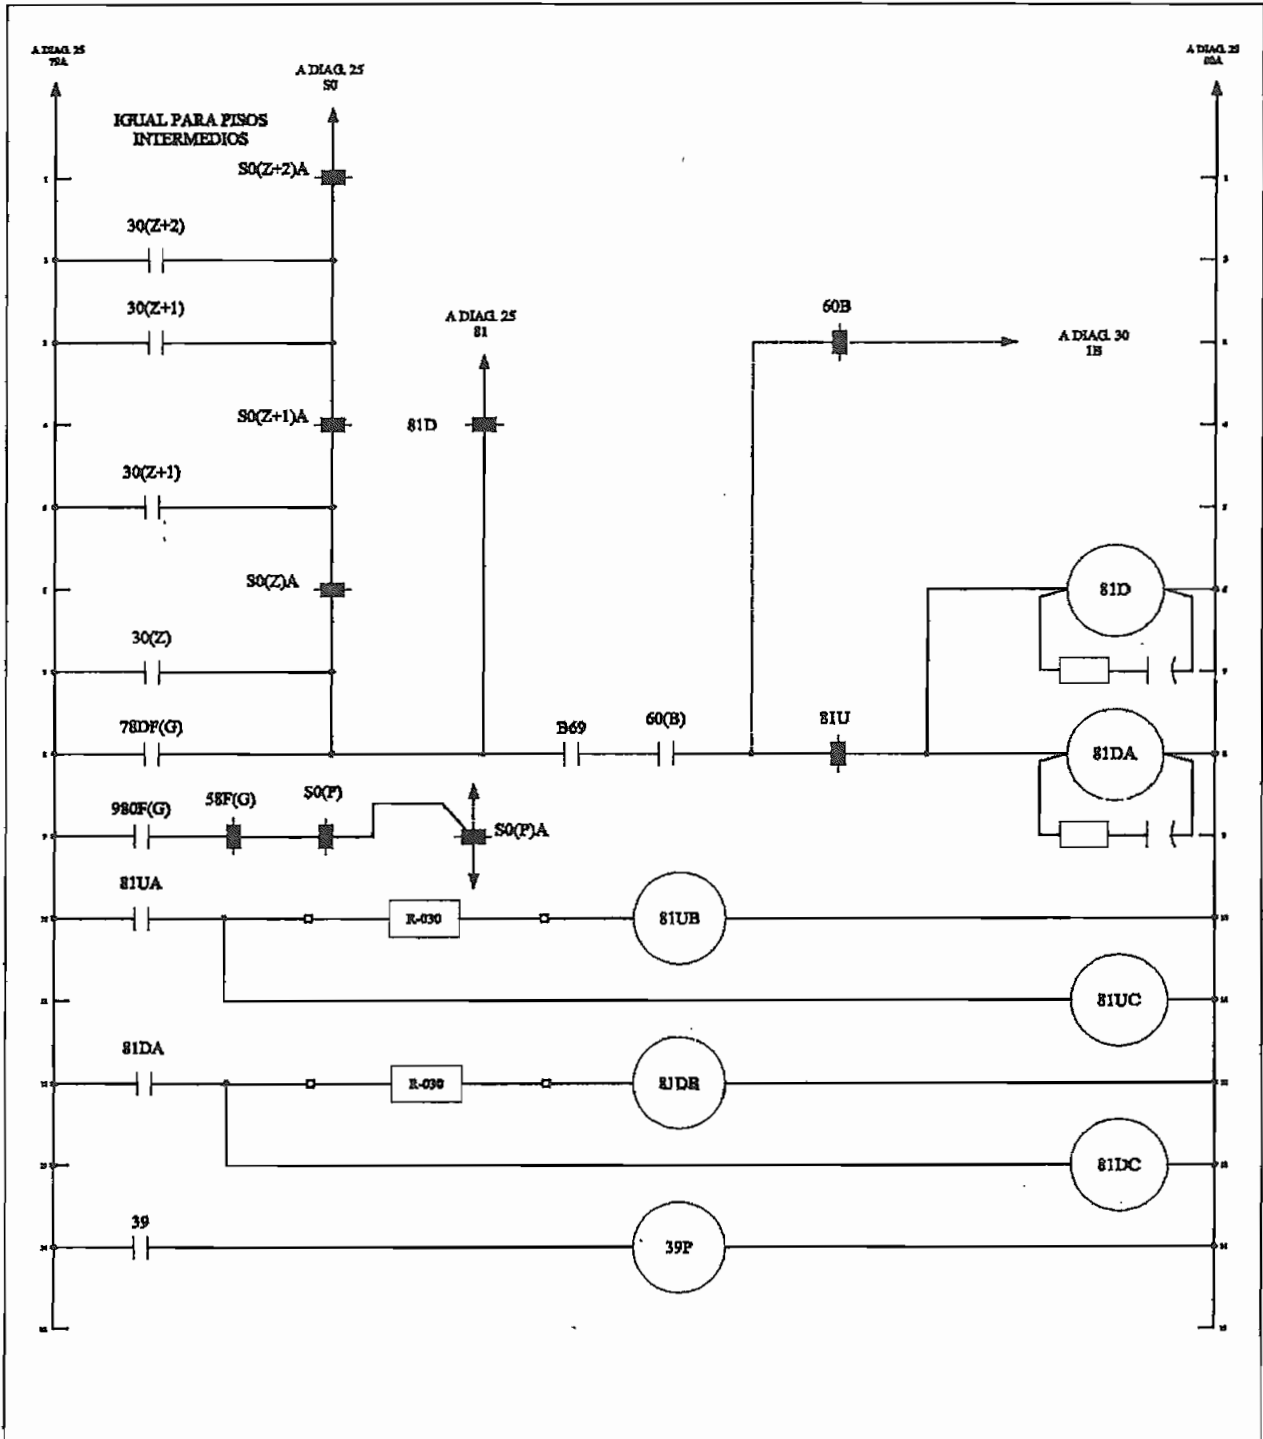 A DIAG. 25
79A
A DIAG. 25
S0
A DIAG. 25
80A
IGUAL PARA PISOS
INTERMEDIOS
S0(Z+2)A
30(Z+2)
30(Z+1)
A DIAG. 25
81
60B
A DIAG. 30
1B
S0(Z+1)A
81D
30(Z+1)
S0(Z)A
81D
30(Z)
78DF(G)
B69
60(B)
81U
81DA
980F(G)
58F(G)
S0(P)
S0(P)A
81UA
R-030
81UB
81UC
81DA
R-030
81DB
81DC
39
39P